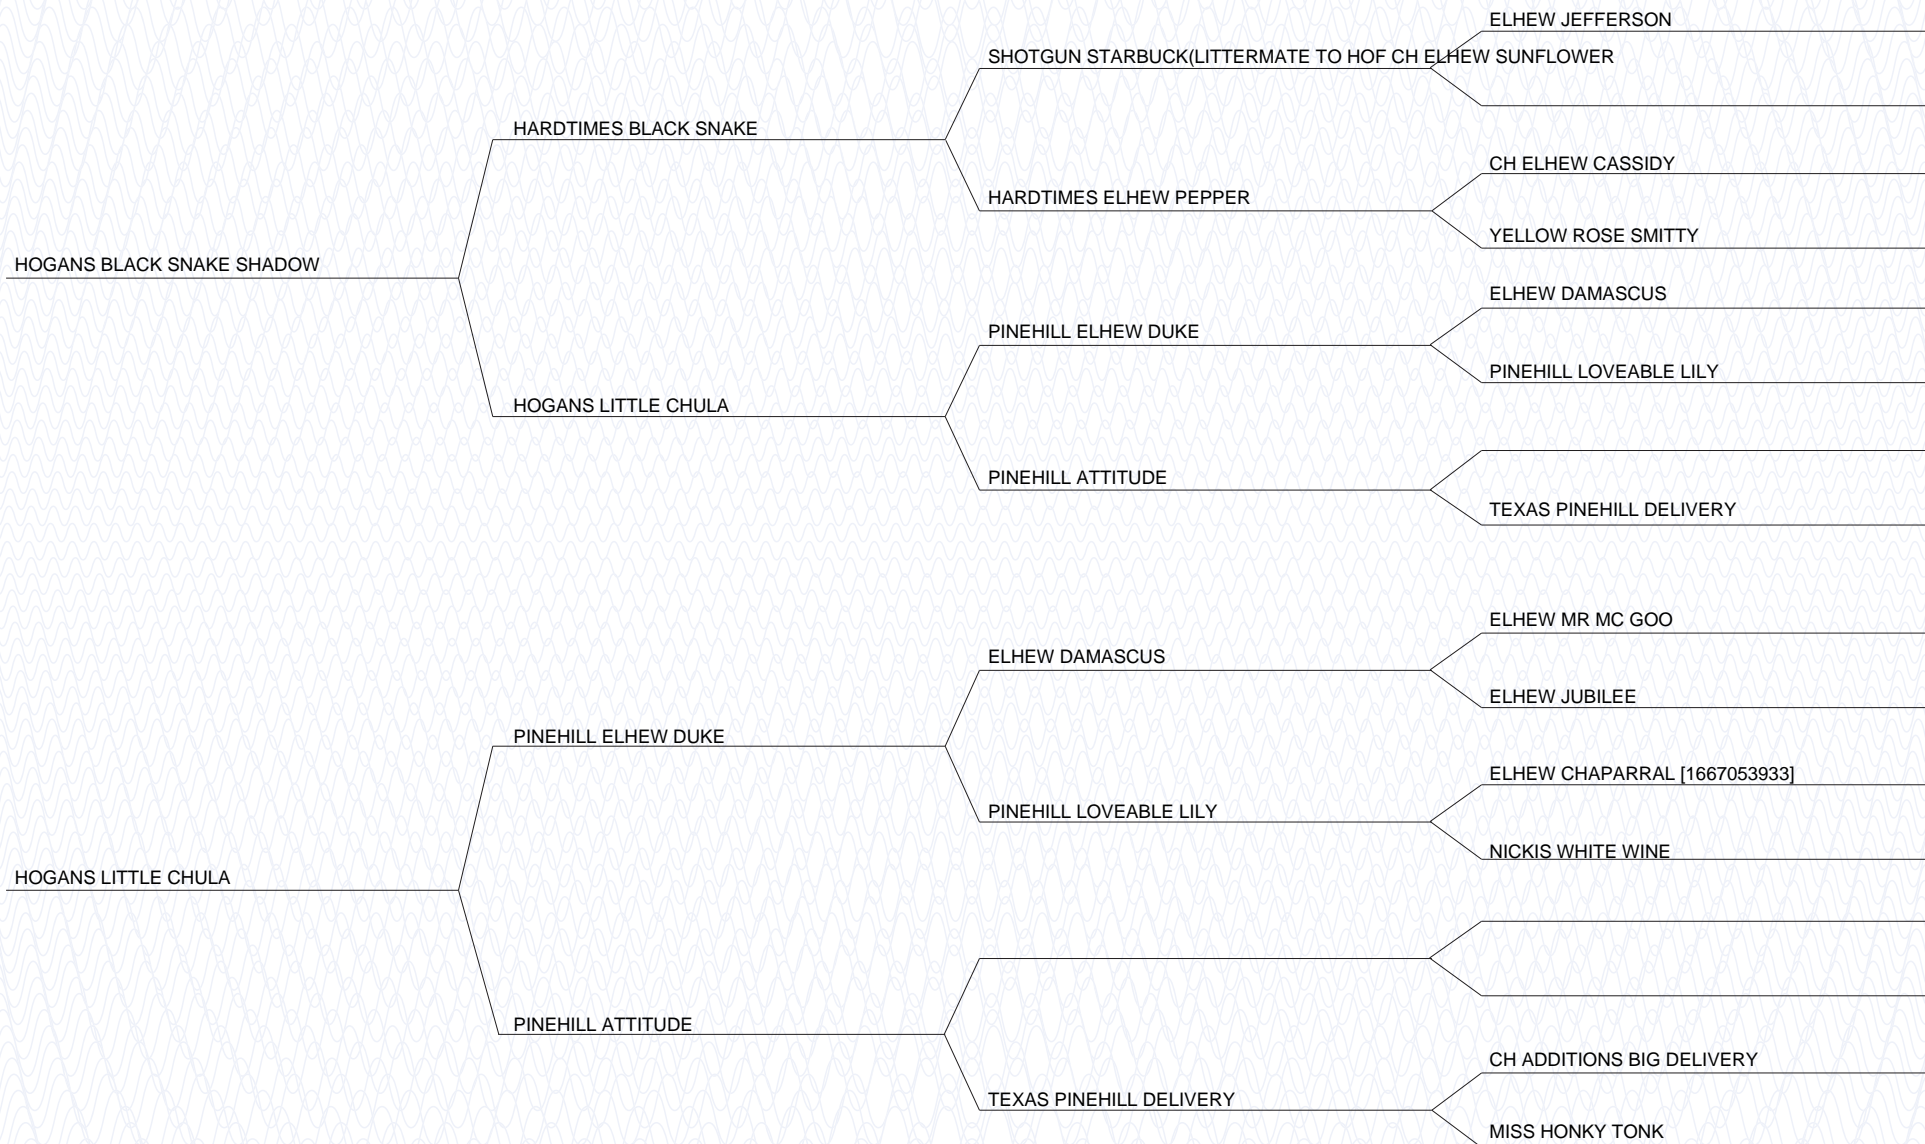 ELHEW JEFFERSON
SHOTGUN STARBUCK(LITTERMATE TO HOF CH ELHEW SUNFLOWER
HARDTIMES BLACK SNAKE
CH ELHEW CASSIDY
HARDTIMES ELHEW PEPPER
YELLOW ROSE SMITTY
HOGANS BLACK SNAKE SHADOW
ELHEW DAMASCUS
PINEHILL ELHEW DUKE
PINEHILL LOVEABLE LILY
HOGANS LITTLE CHULA
PINEHILL ATTITUDE
TEXAS PINEHILL DELIVERY
ELHEW MR MC GOO
ELHEW DAMASCUS
ELHEW JUBILEE
PINEHILL ELHEW DUKE
ELHEW CHAPARRAL [1667053933]
PINEHILL LOVEABLE LILY
NICKIS WHITE WINE
HOGANS LITTLE CHULA
PINEHILL ATTITUDE
CH ADDITIONS BIG DELIVERY
TEXAS PINEHILL DELIVERY
MISS HONKY TONK